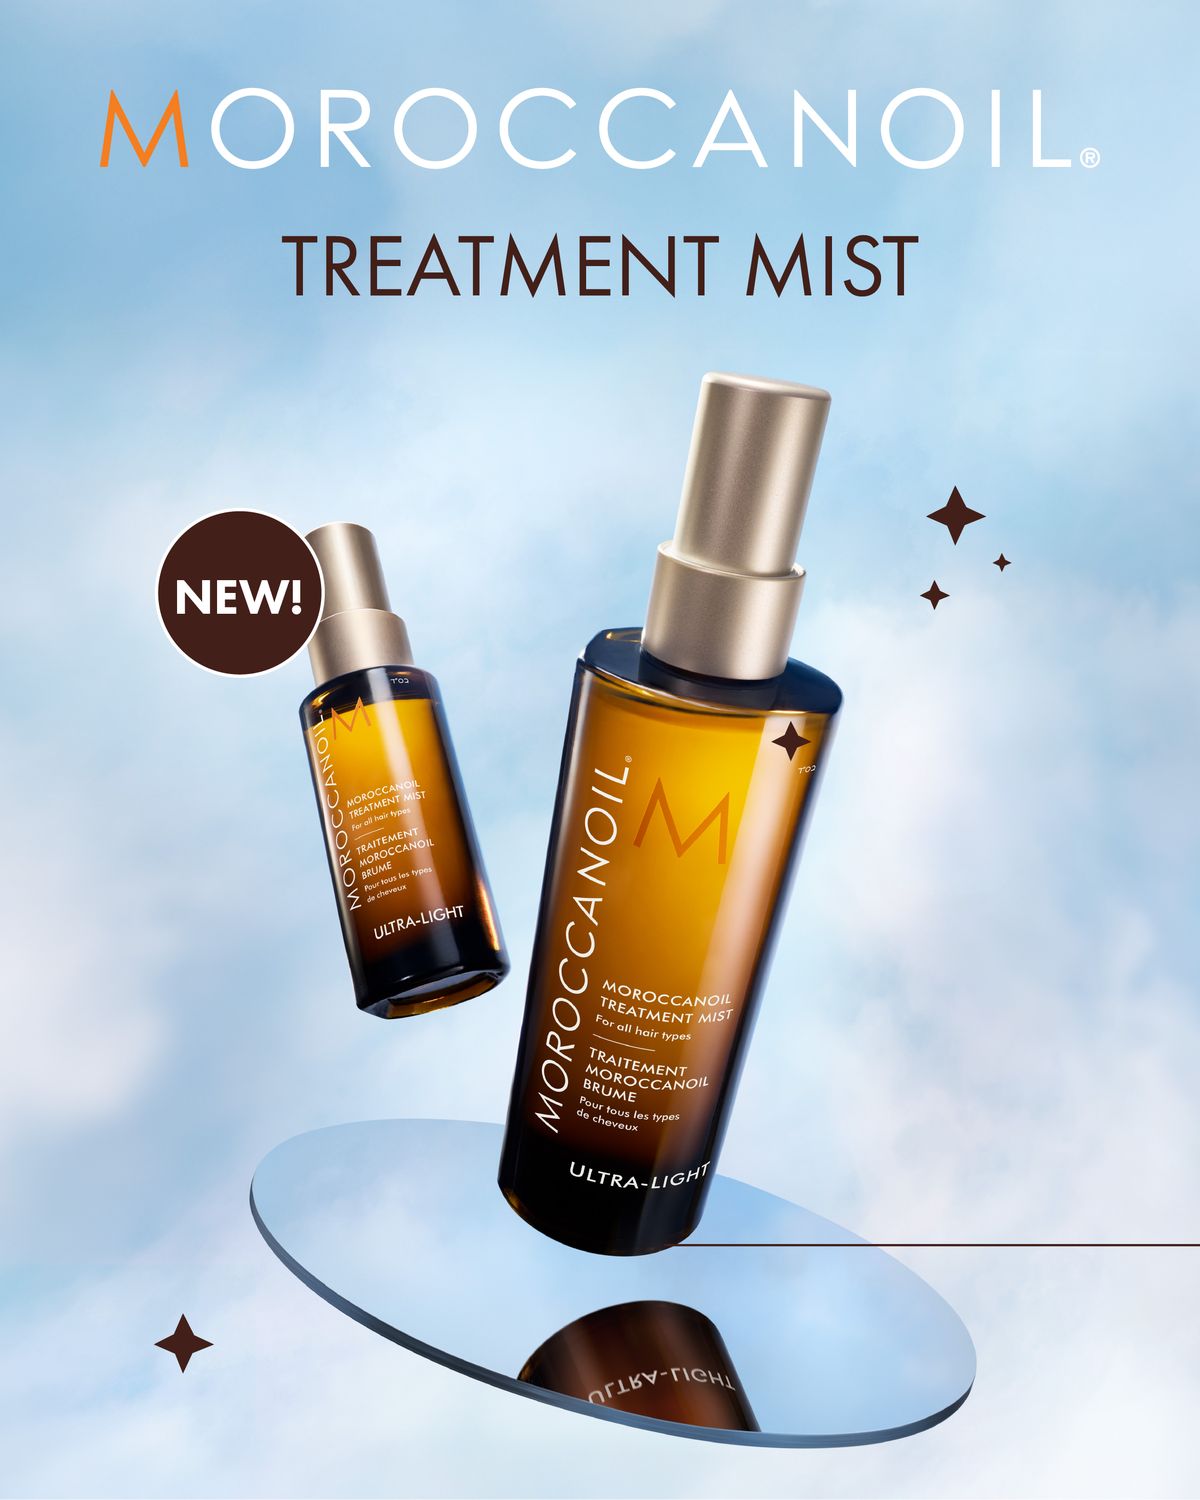 MOROCCANOIL®
TREATMENT MIST
NEW!
MOROCCANOIL®
M
MOROCCANOIL
TREATMENT MIST
For all hair types
TRAITEMENT
MOROCCANOIL
BRUME
Pour tous les types
de cheveux
ULTRA-LIGHT
MOROCCANOIL®
M
MOROCCANOIL
TREATMENT MIST
For all hair types
TRAITEMENT
MOROCCANOIL
BRUME
Pour tous les types
de cheveux
ULTRA-LIGHT
ULTRA-LIGHT